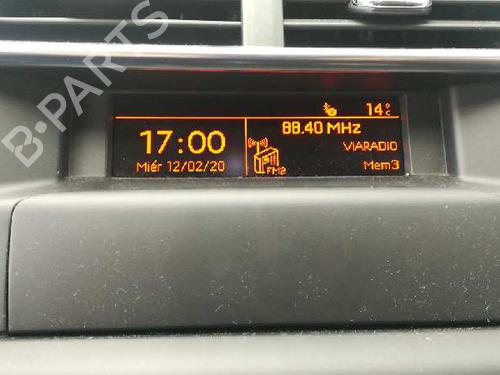 14°C
88.40 MHz
17:00
VIARADIO
Miér 12/02/20
FM2
Mem3
B-PARTS